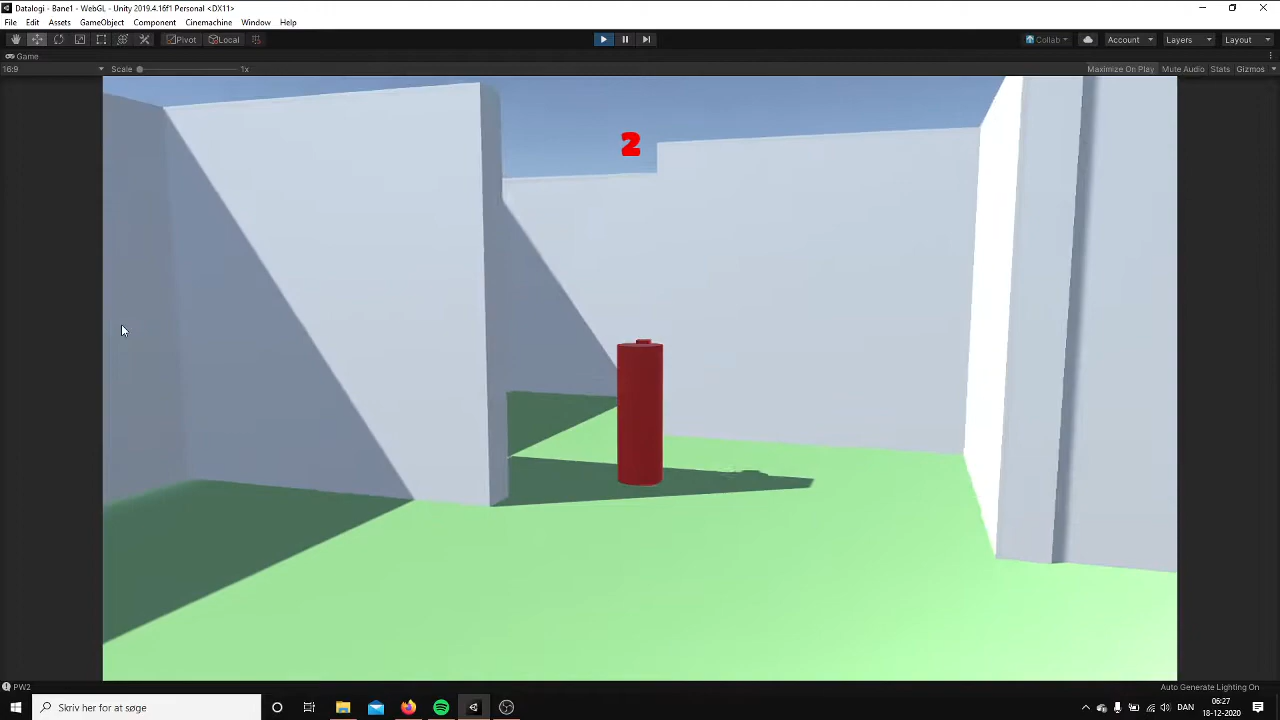 Datalogi - Bane1 - WebGL - Unity 2019.4.16f1 Personal <DX11>
File Edit Assets GameObject Component Cinemachine Window Help
Pivot Local Collab Account Layers Layout
Game
16:9 Scale 1x Maximize On Play Mute Audio Stats Gizmos
2
PW2 Auto Generate Lighting On
Skriv her for at søge
DAN
06:27
18-12-2020